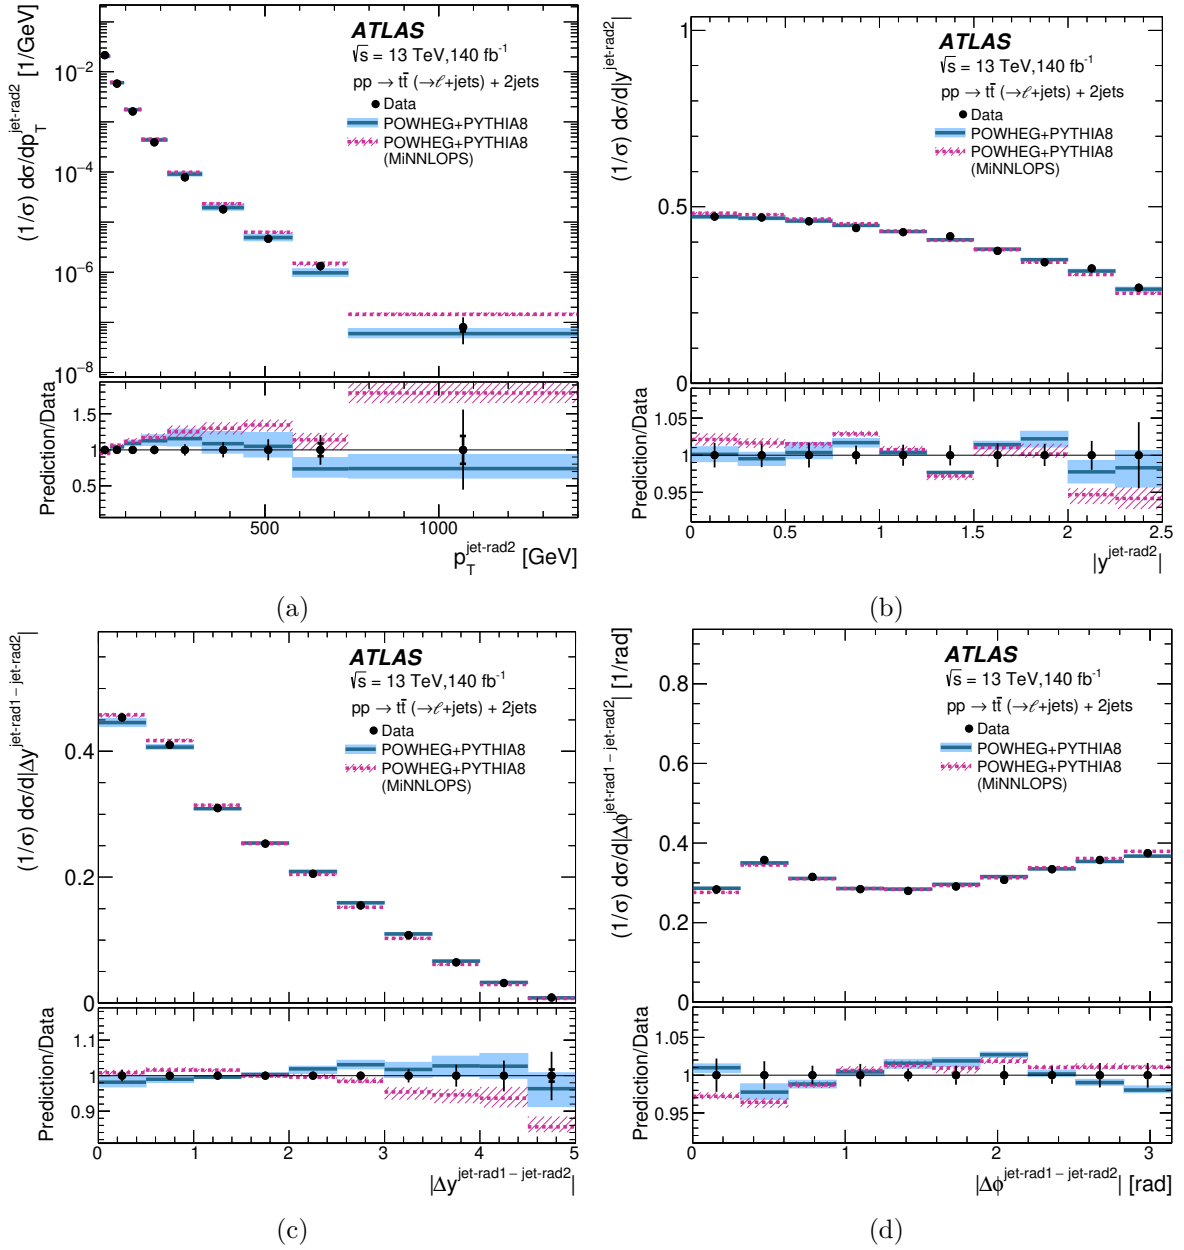 ATLAS
√s = 13 TeV,140 fb⁻¹
pp → tt̄ (→ℓ+jets) + 2jets
Data
POWHEG+PYTHIA8
POWHEG+PYTHIA8
(MiNNLOPS)
(1/σ) dσ/dp_T^jet-rad2 [1/GeV]
10⁻²
10⁻⁴
10⁻⁶
10⁻⁸
Prediction/Data
1.5
1
0.5
500
1000
p_T^jet-rad2 [GeV]
(a)
ATLAS
√s = 13 TeV,140 fb⁻¹
pp → tt̄ (→ℓ+jets) + 2jets
Data
POWHEG+PYTHIA8
POWHEG+PYTHIA8
(MiNNLOPS)
(1/σ) dσ/d|y^jet-rad2|
1
0.5
0
Prediction/Data
1.05
1
0.95
0 0.5 1 1.5 2 2.5
|y^jet-rad2|
(b)
ATLAS
√s = 13 TeV,140 fb⁻¹
pp → tt̄ (→ℓ+jets) + 2jets
Data
POWHEG+PYTHIA8
POWHEG+PYTHIA8
(MiNNLOPS)
(1/σ) dσ/d|Δy^jet-rad1 − jet-rad2|
0.4
0.2
0
Prediction/Data
1.1
1
0.9
0 1 2 3 4 5
|Δy^jet-rad1 − jet-rad2|
(c)
ATLAS
√s = 13 TeV,140 fb⁻¹
pp → tt̄ (→ℓ+jets) + 2jets
Data
POWHEG+PYTHIA8
POWHEG+PYTHIA8
(MiNNLOPS)
(1/σ) dσ/d|Δϕ^jet-rad1 − jet-rad2| [1/rad]
0.8
0.6
0.4
0.2
0
Prediction/Data
1.05
1
0.95
0 1 2 3
|Δϕ^jet-rad1 − jet-rad2| [rad]
(d)